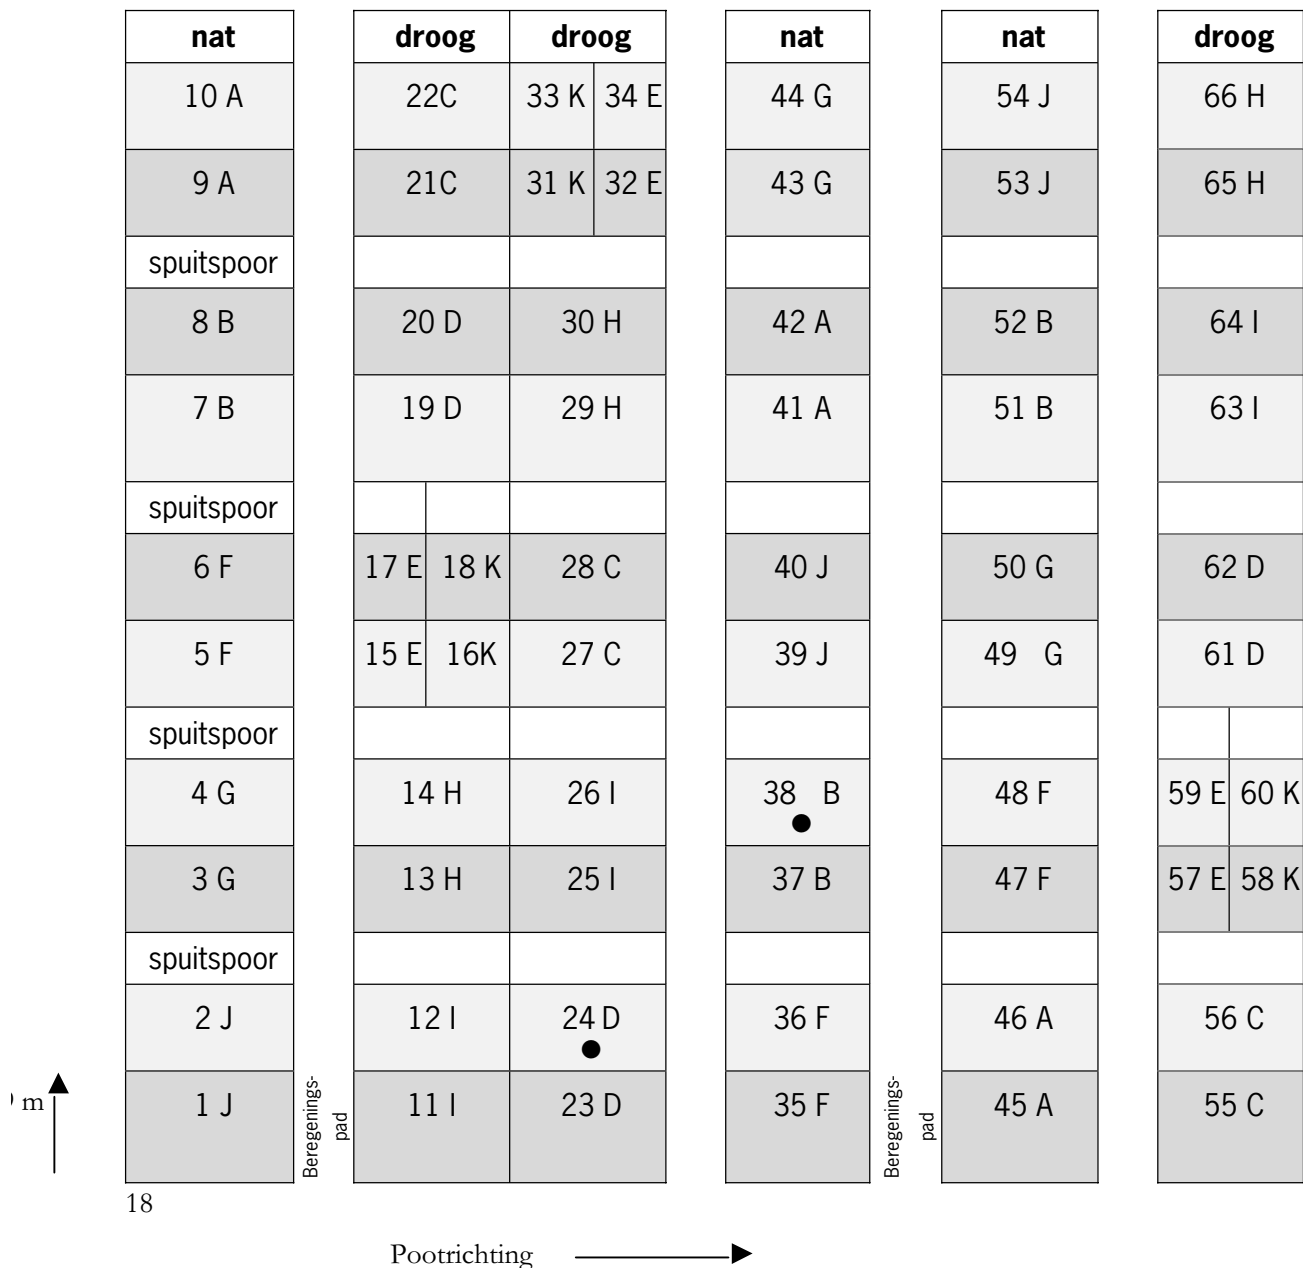 nat droog droog nat nat droog
10 A 22C 33 K 34 E 44 G 54 J 66 H
9 A 21C 31 K 32 E 43 G 53 J 65 H
spuitspoor
8 B 20 D 30 H 42 A 52 B 64 I
7 B 19 D 29 H 41 A 51 B 63 I
spuitspoor
6 F 17 E 18 K 28 C 40 J 50 G 62 D
5 F 15 E 16K 27 C 39 J 49 G 61 D
spuitspoor
4 G 14 H 26 I 38 B 48 F 59 E 60 K
3 G 13 H 25 I 37 B 47 F 57 E 58 K
spuitspoor
2 J 12 I 24 D 36 F 46 A 56 C
m 1 J Beregenings- 11 I 23 D 35 F Beregenings- 45 A 55 C
pad pad
18
Pootrichting